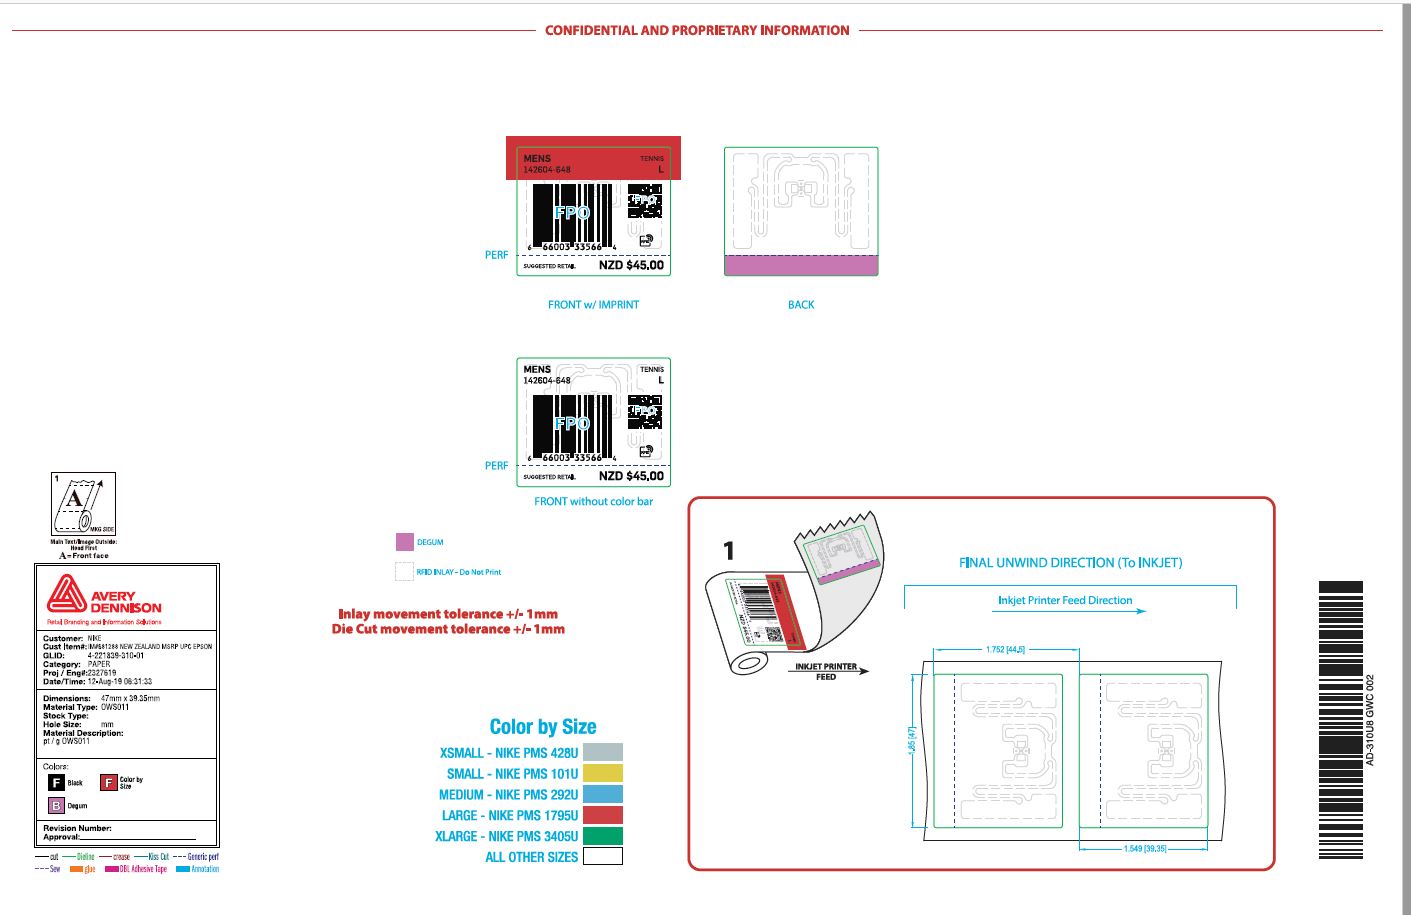 CONFIDENTIAL AND PROPRIETARY INFORMATION
MENS
TENNIS
142604-648
L
FPO
FPO
6 66003 33566 4
PERF
SUGGESTED RETAIL
NZD $45.00
FRONT w/ IMPRINT
BACK
MENS
TENNIS
142604-648
L
FPO
FPO
6 66003 33566 4
PERF
SUGGESTED RETAIL
NZD $45.00
FRONT without color bar
1
A
MKG SIDE
Main Text/Image Outside:
Head First
A=Front face
DEGUM
RFID INLAY - Do Not Print
Inlay movement tolerance +/- 1mm
Die Cut movement tolerance +/- 1mm
AVERY
DENNISON
Retail Branding and Information Solutions
Customer: NIKE
Cust Item#: IM#81288 NEW ZEALAND MSRP UPC EPSON
GLID: 4-221839-310-01
Category: PAPER
Proj / Eng#:2327619
Date/Time: 12-Aug-19 06:31:33
Dimensions: 47mm x 39.35mm
Material Type: OWS011
Stock Type:
Hole Size: mm
Material Description:
pt / g OWS011
Colors:
F Black
F Color by
Size
B Degum
Revision Number:
Approval:
cut Dieline crease Kiss Cut Generic perf
Sew glue DBL Adhesive Tape Annotation
Color by Size
XSMALL - NIKE PMS 428U
SMALL - NIKE PMS 101U
MEDIUM - NIKE PMS 292U
LARGE - NIKE PMS 1795U
XLARGE - NIKE PMS 3405U
ALL OTHER SIZES
1
INKJET PRINTER
FEED
FINAL UNWIND DIRECTION (To INKJET)
Inkjet Printer Feed Direction
1.752 [44.5]
1.85 [47]
1.549 [39.35]
AD-310U8 GWC 002